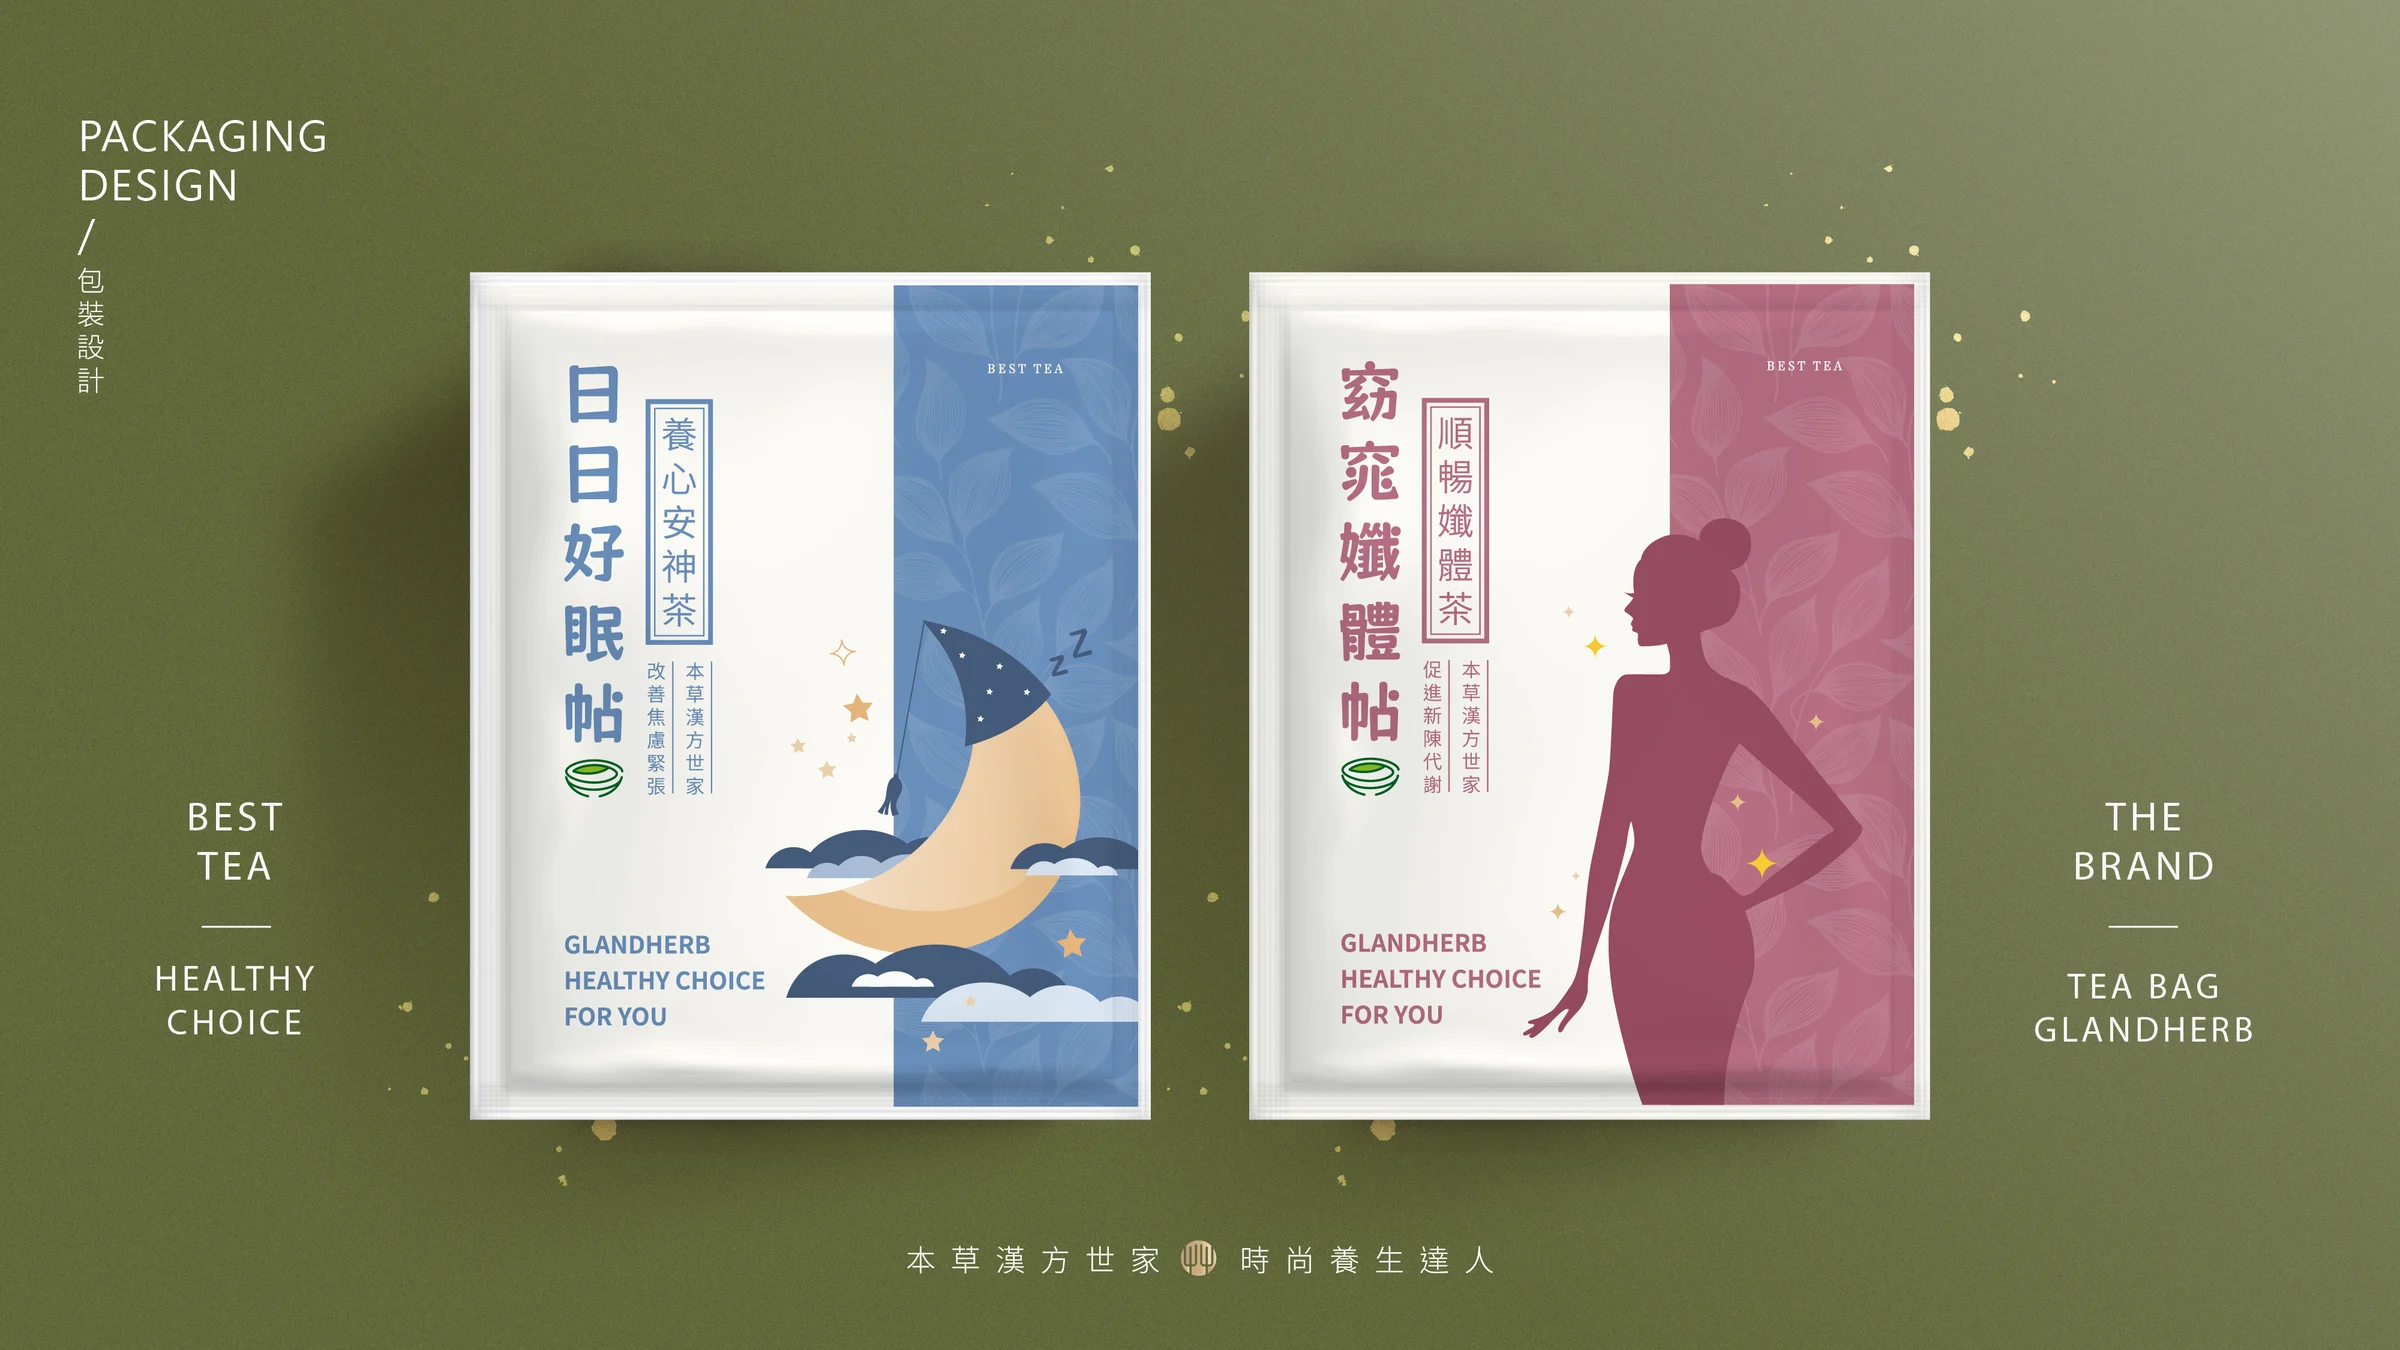 PACKAGING
DESIGN
/
包裝設計
BEST
TEA
HEALTHY
CHOICE
日日好眠帖
養心安神茶
本草漢方世家
改善焦慮緊張
BEST TEA
zZ
GLANDHERB
HEALTHY CHOICE
FOR YOU
窈窕孅體帖
順暢孅體茶
本草漢方世家
促進新陳代謝
BEST TEA
GLANDHERB
HEALTHY CHOICE
FOR YOU
THE
BRAND
TEA BAG
GLANDHERB
本草漢方世家 時尚養生達人